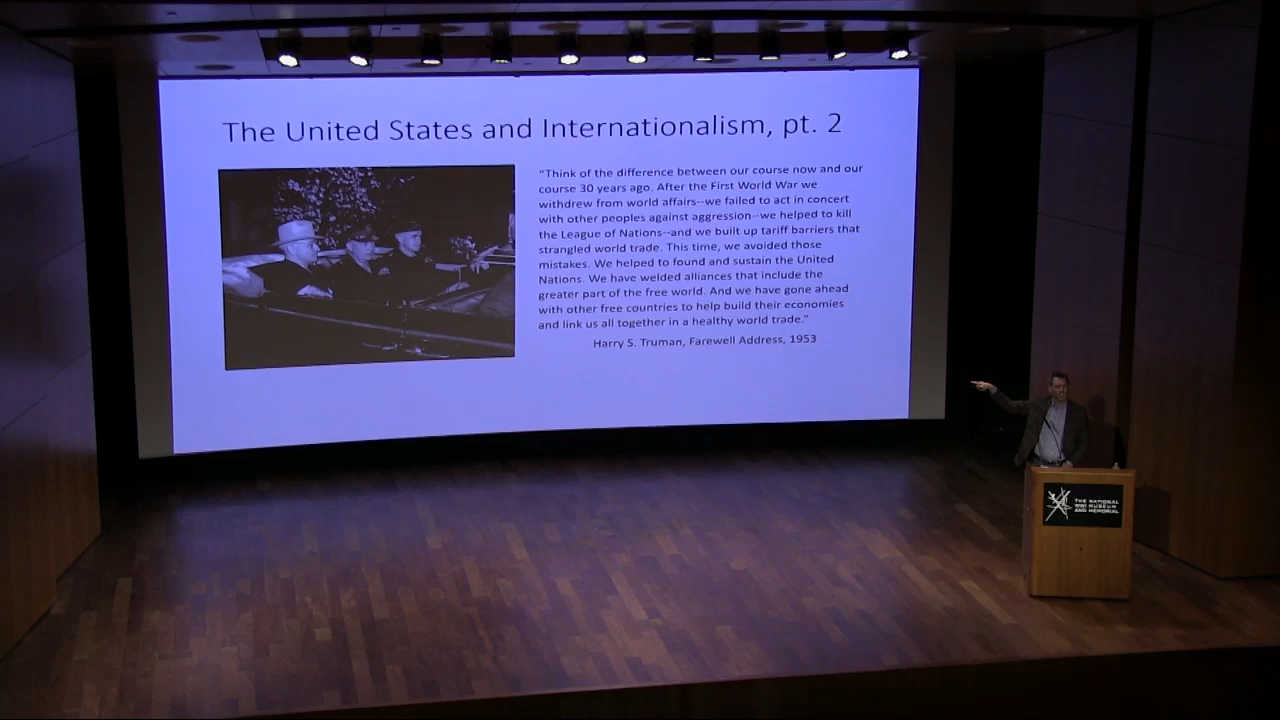 The United States and Internationalism, pt. 2
“Think of the difference between our course now and our
course 30 years ago. After the First World War we
withdrew from world affairs--we failed to act in concert
with other peoples against aggression--we helped to kill
the League of Nations--and we built up tariff barriers that
strangled world trade. This time, we avoided those
mistakes. We helped to found and sustain the United
Nations. We have welded alliances that include the
greater part of the free world. And we have gone ahead
with other free countries to help build their economies
and link us all together in a healthy world trade.”
Harry S. Truman, Farewell Address, 1953
THE NATIONAL
WWI MUSEUM
AND MEMORIAL